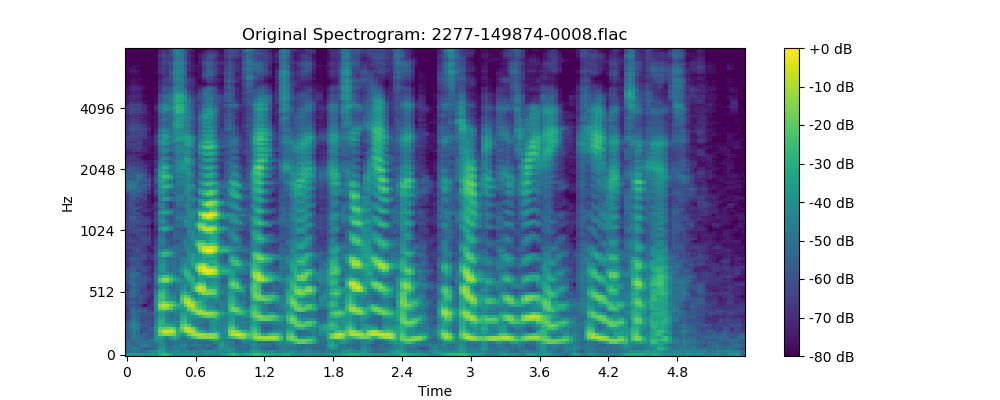 Original Spectrogram: 2277-149874-0008.flac
Hz
4096
2048
1024
512
0
0 0.6 1.2 1.8 2.4 3 3.6 4.2 4.8
Time
+0 dB
-10 dB
-20 dB
-30 dB
-40 dB
-50 dB
-60 dB
-70 dB
-80 dB